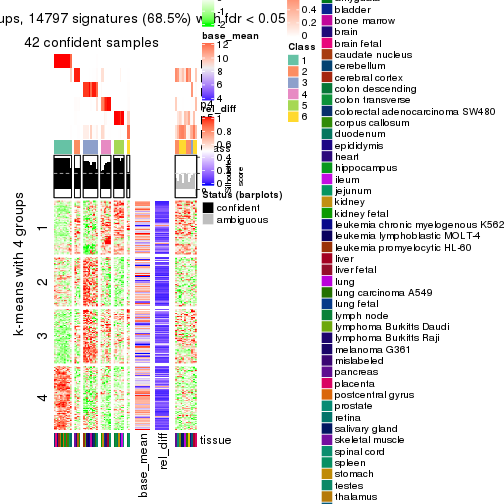 ups, 14797 signatures (68.5%) with fdr < 0.05
42 confident samples
k-means with 4 groups
1
2
3
4
base_mean
rel_diff
tissue
-2
-4
base_mean
12
10
8
6
4
2
rel_diff
1
0.8
0.6
0.4
0.2
0
silhouette
score
Status (barplots)
confident
ambiguous
0.4
0.2
0
Class
1
2
3
4
5
6
bladder
bone marrow
brain
brain fetal
caudate nucleus
cerebellum
cerebral cortex
colon descending
colon transverse
colorectal adenocarcinoma SW480
corpus callosum
duodenum
epididymis
heart
hippocampus
ileum
jejunum
kidney
kidney fetal
leukemia chronic myelogenous K562
leukemia lymphoblastic MOLT-4
leukemia promyelocytic HL-60
liver
liver fetal
lung
lung carcinoma A549
lung fetal
lymph node
lymphoma Burkitts Daudi
lymphoma Burkitts Raji
melanoma G361
mislabeled
pancreas
placenta
postcentral gyrus
prostate
retina
salivary gland
skeletal muscle
spinal cord
spleen
stomach
testes
thalamus